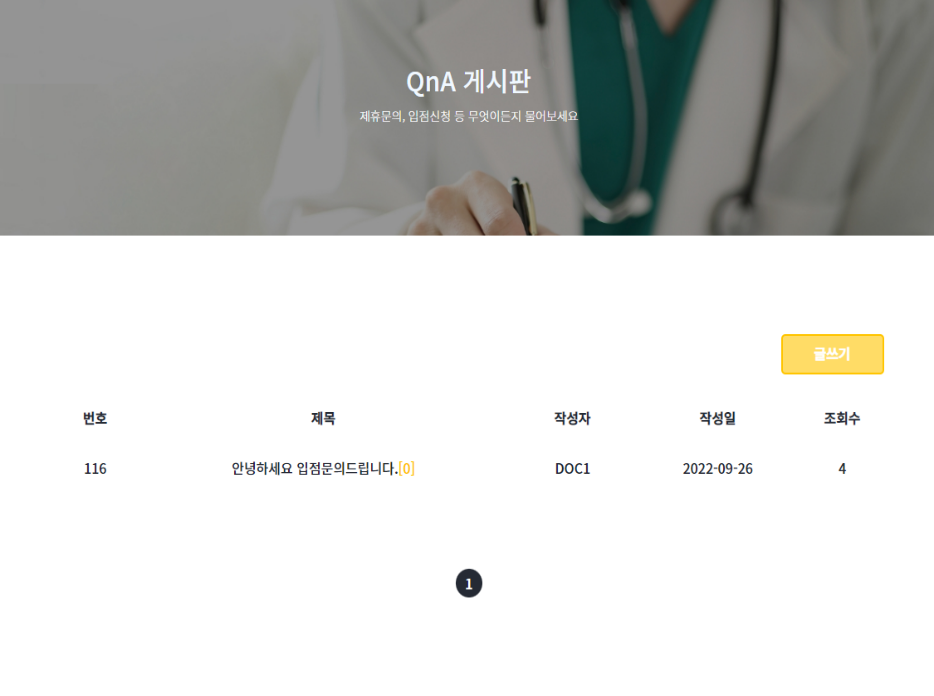 QnA 게시판
제휴문의, 입점신청 등 무엇이든지 물어보세요
글쓰기
번호 제목 작성자 작성일 조회수
116 안녕하세요 입점문의드립니다.[0] DOC1 2022-09-26 4
1